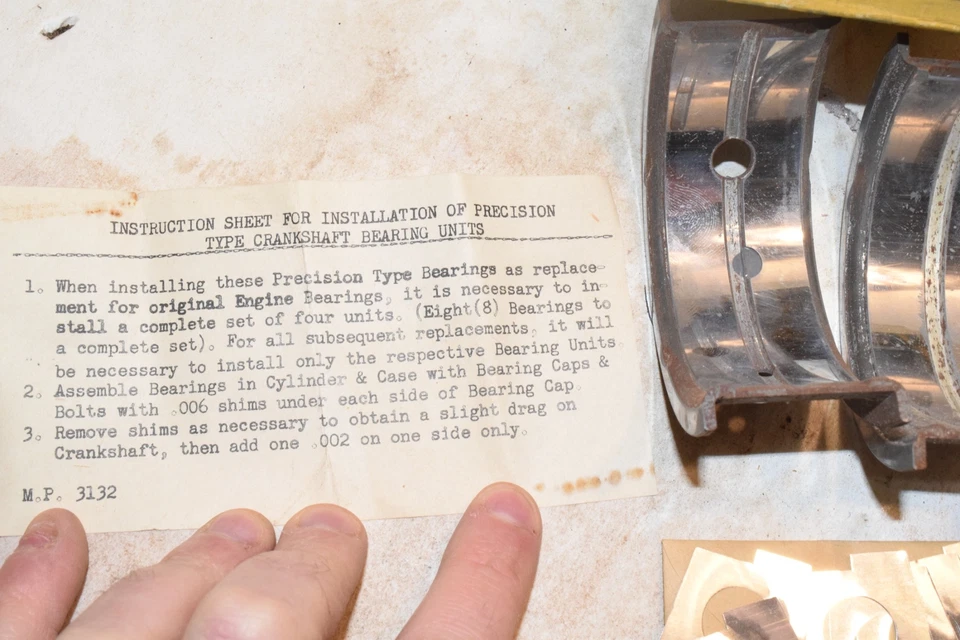 INSTRUCTION SHEET FOR INSTALLATION OF PRECISION
TYPE CRANKSHAFT BEARING UNITS
1. When installing these Precision Type Bearings as replace-
ment for original Engine Bearings, it is necessary to in-
stall a complete set of four units. (Eight(8) Bearings to
a complete set). For all subsequent replacements, it will
be necessary to install only the respective Bearing Units
2. Assemble Bearings in Cylinder & Case with Bearing Caps &
Bolts with .006 shims under each side of Bearing Cap.
3. Remove shims as necessary to obtain a slight drag on
Crankshaft, then add one .002 on one side only.
M.P. 3132